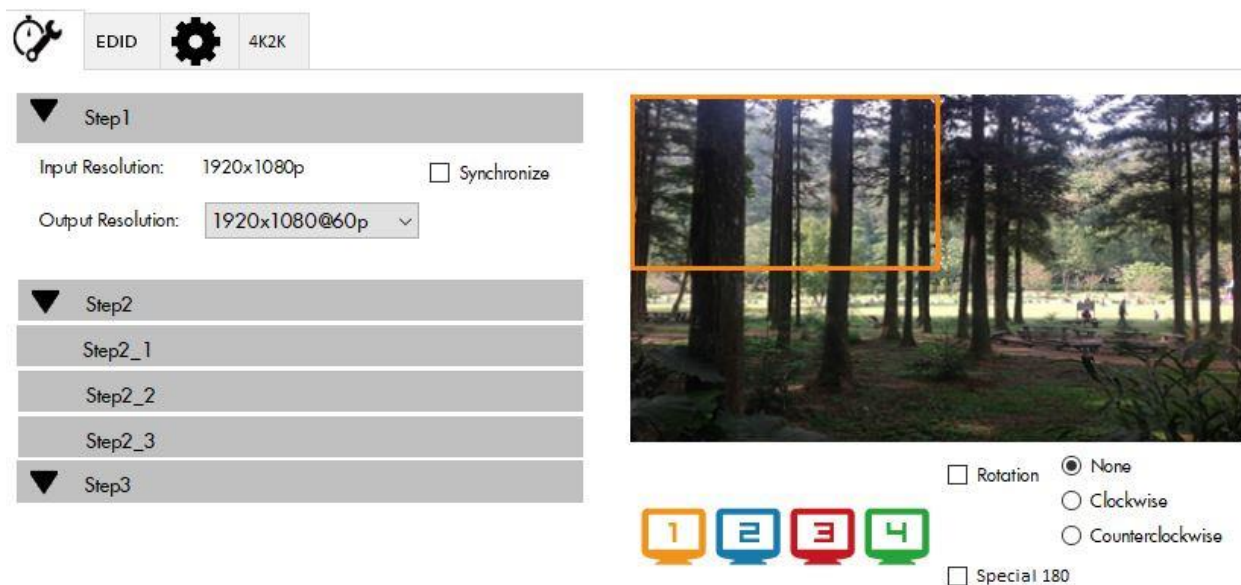 EDID
4K2K
Step1
Input Resolution: 1920x1080p
Synchronize
Output Resolution: 1920x1080@60p
Step2
Step2_1
Step2_2
Step2_3
Step3
1 2 3 4
Rotation
None
Clockwise
Counterclockwise
Special 180